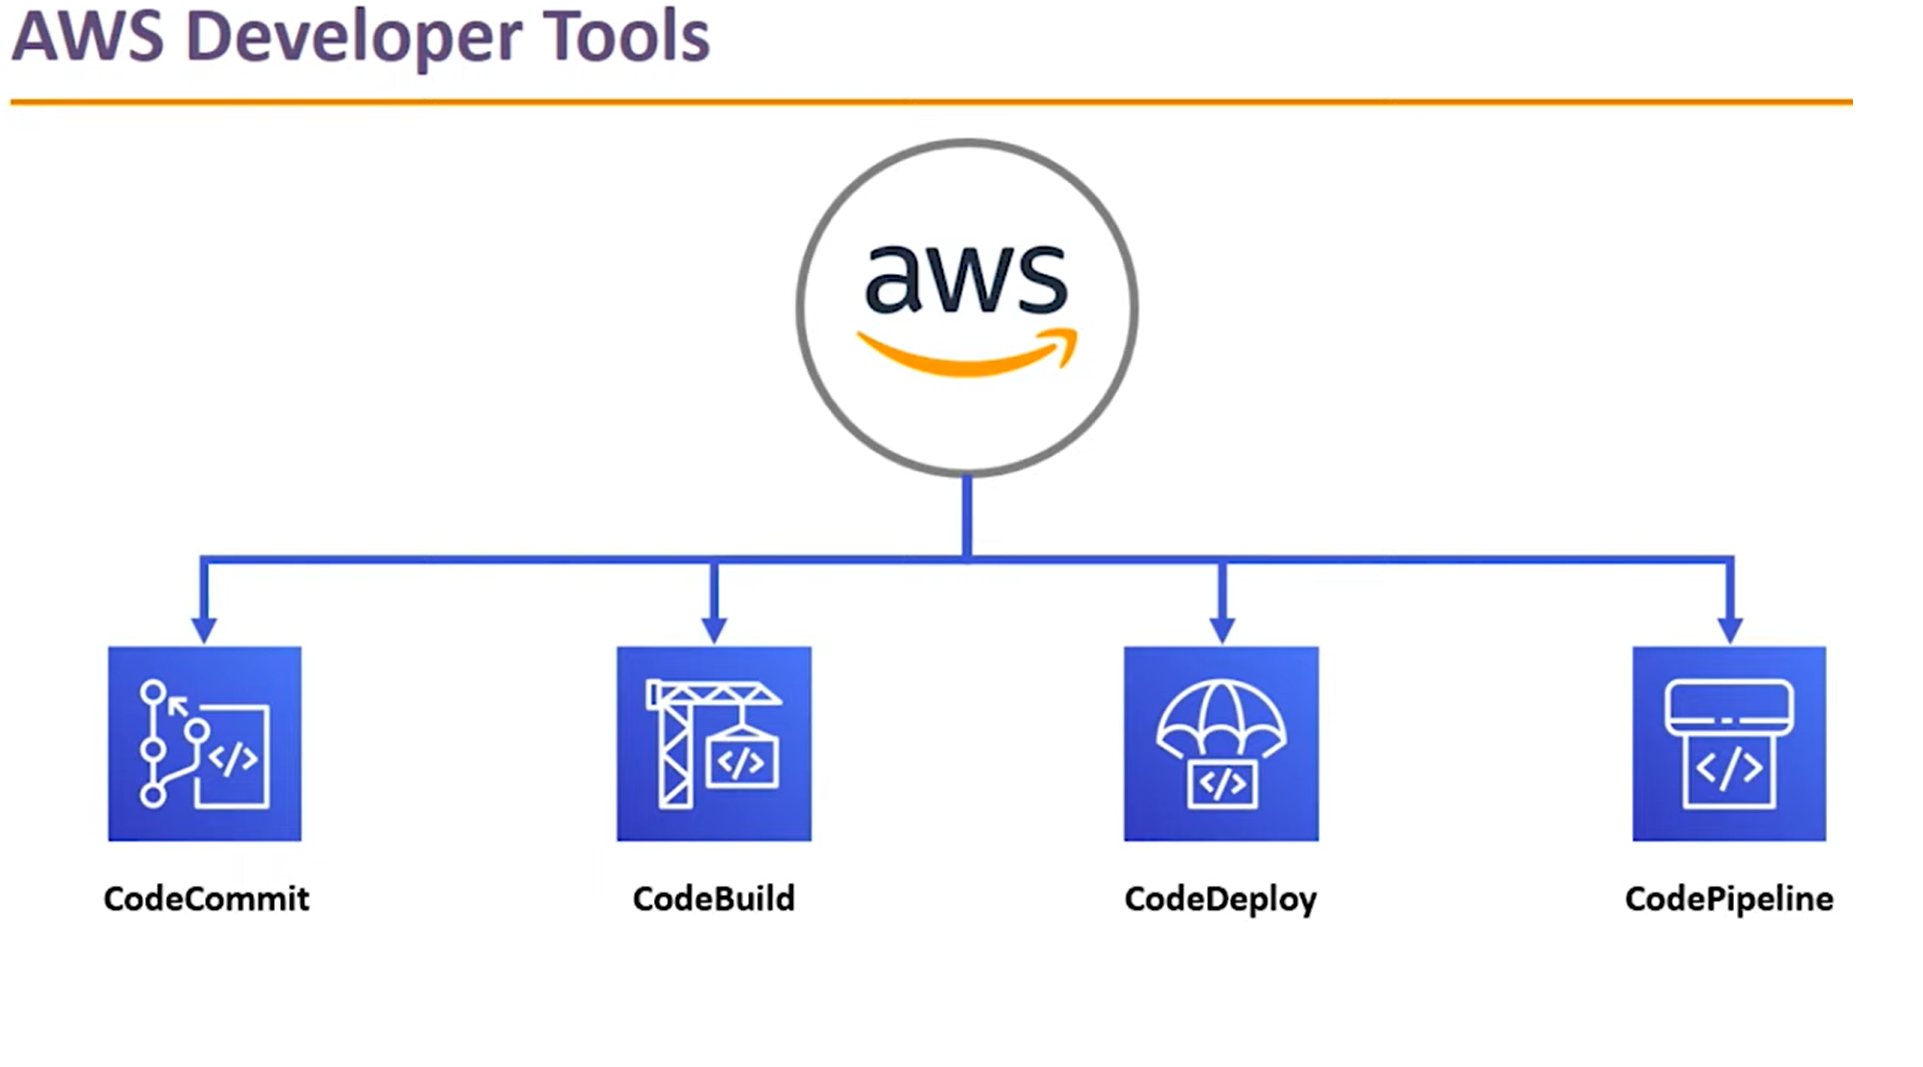 AWS Developer Tools
aws
</>
</>
</>
</>
CodeCommit
CodeBuild
CodeDeploy
CodePipeline